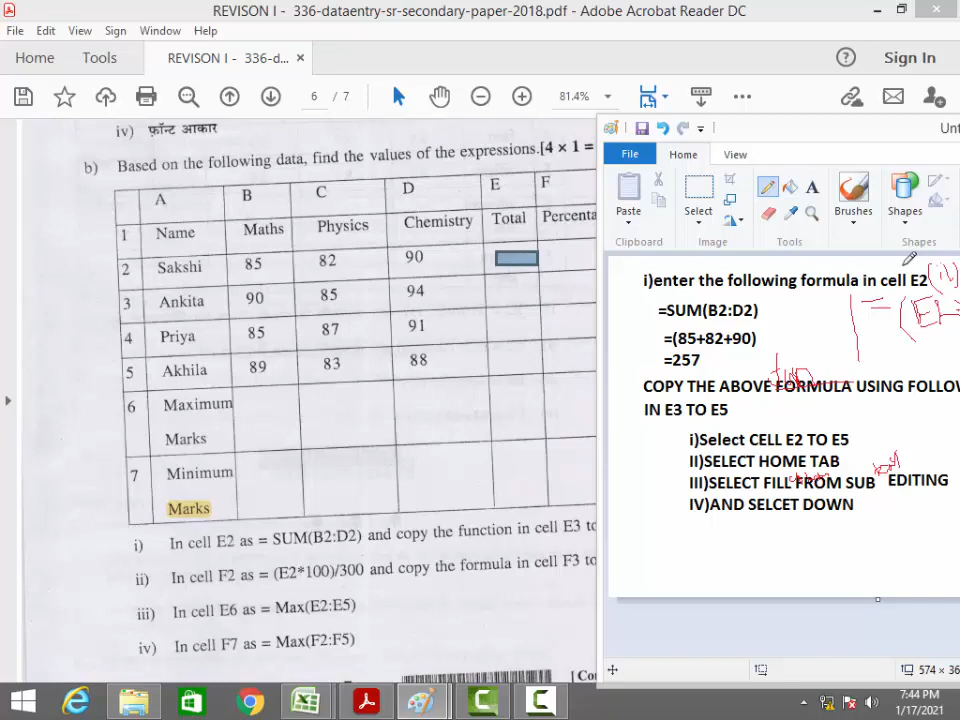 REVISON I - 336-dataentry-sr-secondary-paper-2018.pdf - Adobe Acrobat Reader DC
File Edit View Sign Window Help
Home Tools REVISON I - 336-d... × Sign In
6 / 7 81.4%
iv) फ़ॉन्ट आकार
b) Based on the following data, find the values of the expressions.[4 × 1 =
A B C D E F
1 Name Maths Physics Chemistry Total Percenta
2 Sakshi 85 82 90
3 Ankita 90 85 94
4 Priya 85 87 91
5 Akhila 89 83 88
6 Maximum
Marks
7 Minimum
Marks
i) In cell E2 as = SUM(B2:D2) and copy the function in cell E3 to
ii) In cell F2 as = (E2*100)/300 and copy the formula in cell F3 to
iii) In cell E6 as = Max(E2:E5)
iv) In cell F7 as = Max(F2:F5)
[Co
Unt
File Home View
Paste Select Brushes Shapes
Clipboard Image Tools Shapes
i)enter the following formula in cell E2
=SUM(B2:D2)
=(85+82+90)
=257
COPY THE ABOVE FORMULA USING FOLLOW
IN E3 TO E5
i)Select CELL E2 TO E5
II)SELECT HOME TAB
III)SELECT FILL FROM SUB EDITING
IV)AND SELCET DOWN
574 × 36
7:44 PM
1/17/2021